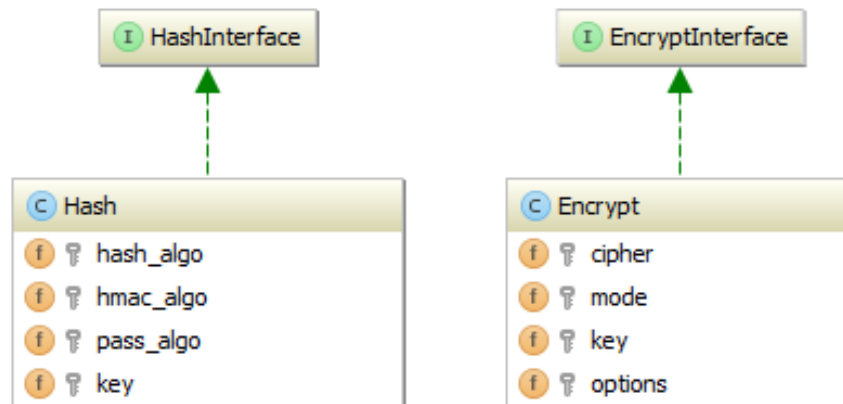 I HashInterface
I EncryptInterface
C Hash
f hash_algo
f hmac_algo
f pass_algo
f key
C Encrypt
f cipher
f mode
f key
f options